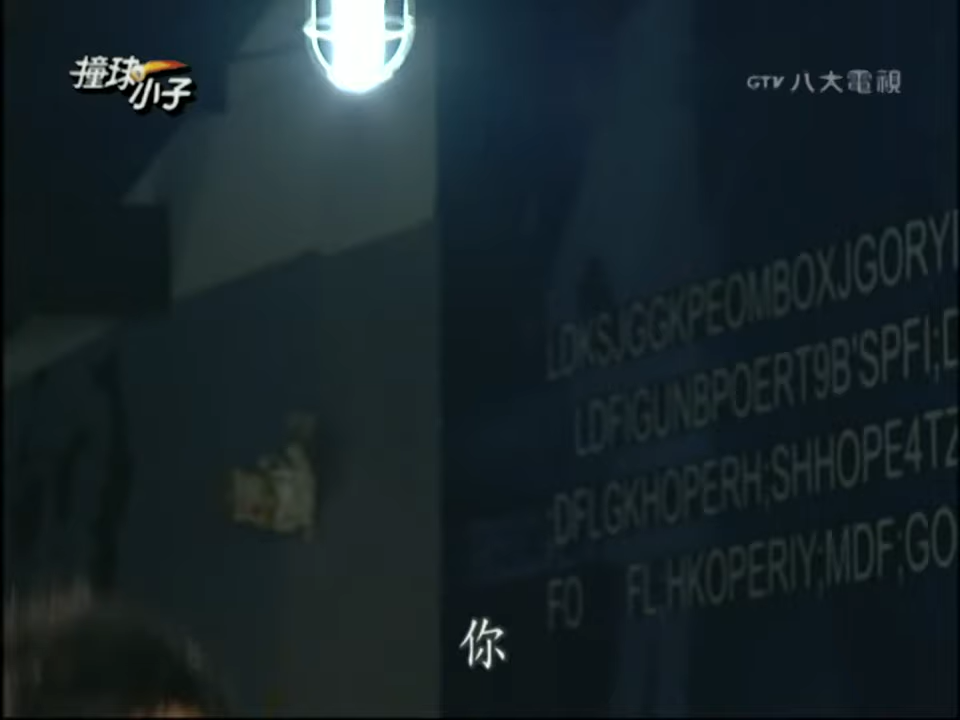 撞球
小子
GTV 八大電視
LDKSJGGKPEOMBOXJGORY
LDFIGUNBPOERT9B'SPFI;D
;DFLGKHOPERH;SHHOPE4TZ
FO FL,HKOPERIY;MDF;GO
你